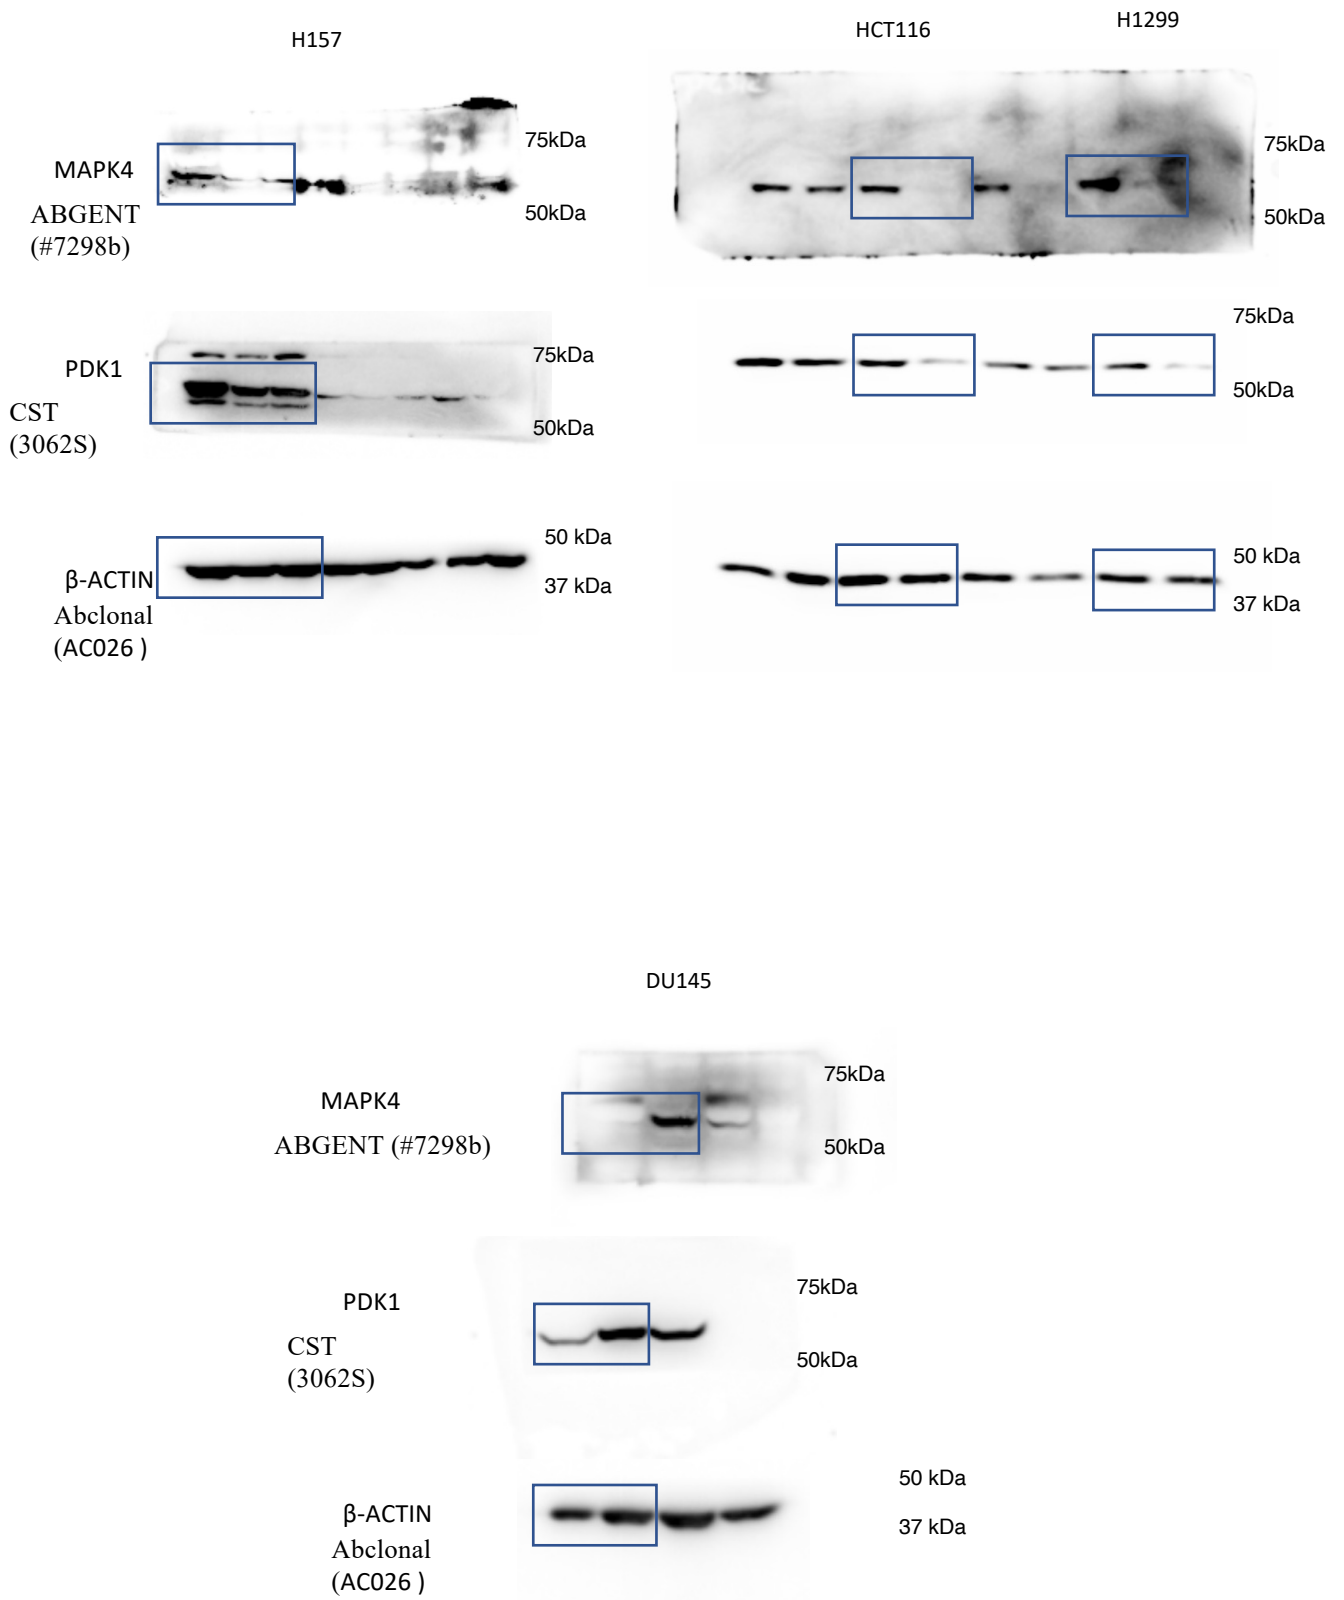 H157
HCT116
H1299
MAPK4
ABGENT
(#7298b)
75kDa
50kDa
75kDa
50kDa
PDK1
CST
(3062S)
75kDa
50kDa
75kDa
50kDa
β-ACTIN
Abclonal
(AC026 )
50 kDa
37 kDa
50 kDa
37 kDa
DU145
MAPK4
ABGENT (#7298b)
75kDa
50kDa
PDK1
CST
(3062S)
75kDa
50kDa
β-ACTIN
Abclonal
(AC026 )
50 kDa
37 kDa